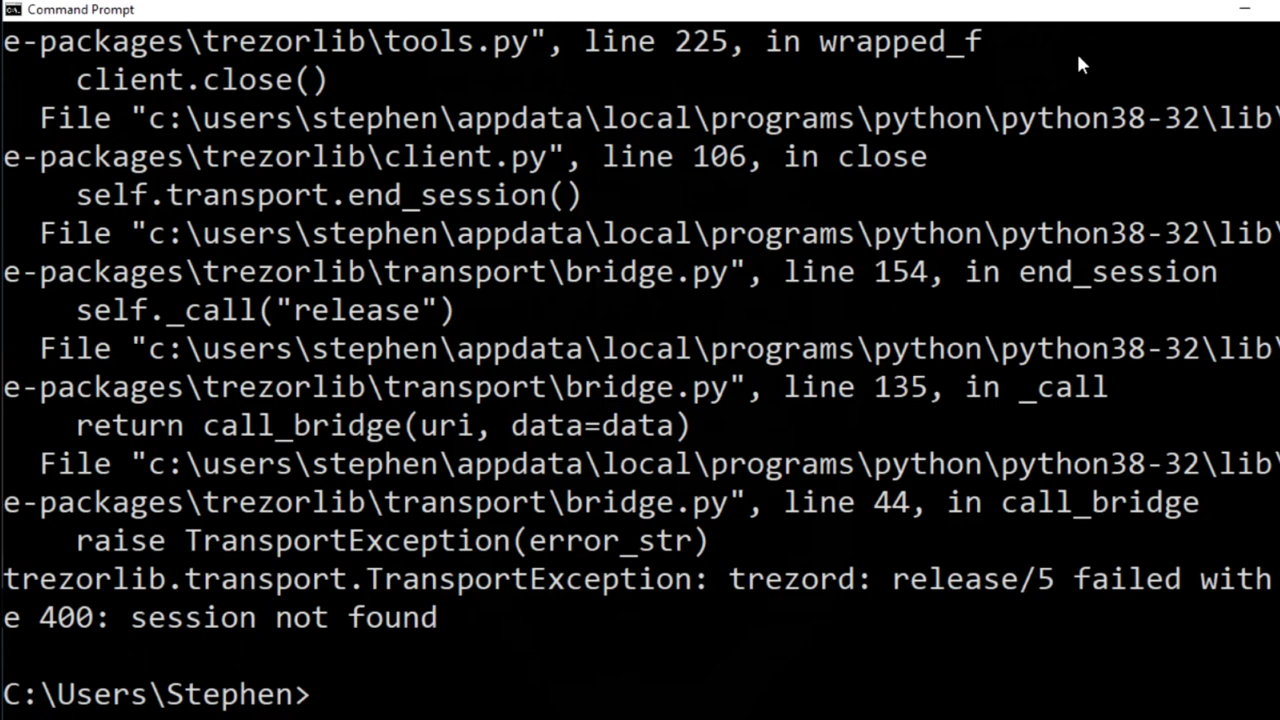 Command Prompt
e-packages\trezorlib\tools.py", line 225, in wrapped_f
client.close()
File "c:\users\stephen\appdata\local\programs\python\python38-32\lib\
e-packages\trezorlib\client.py", line 106, in close
self.transport.end_session()
File "c:\users\stephen\appdata\local\programs\python\python38-32\lib\
e-packages\trezorlib\transport\bridge.py", line 154, in end_session
self._call("release")
File "c:\users\stephen\appdata\local\programs\python\python38-32\lib\
e-packages\trezorlib\transport\bridge.py", line 135, in _call
return call_bridge(uri, data=data)
File "c:\users\stephen\appdata\local\programs\python\python38-32\lib\
e-packages\trezorlib\transport\bridge.py", line 44, in call_bridge
raise TransportException(error_str)
trezorlib.transport.TransportException: trezord: release/5 failed with
e 400: session not found
C:\Users\Stephen>